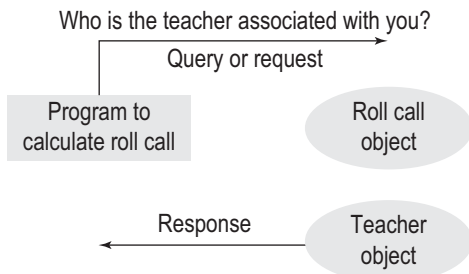 Who is the teacher associated with you?
Query or request
Program to
calculate roll call
Roll call
object
Response
Teacher
object